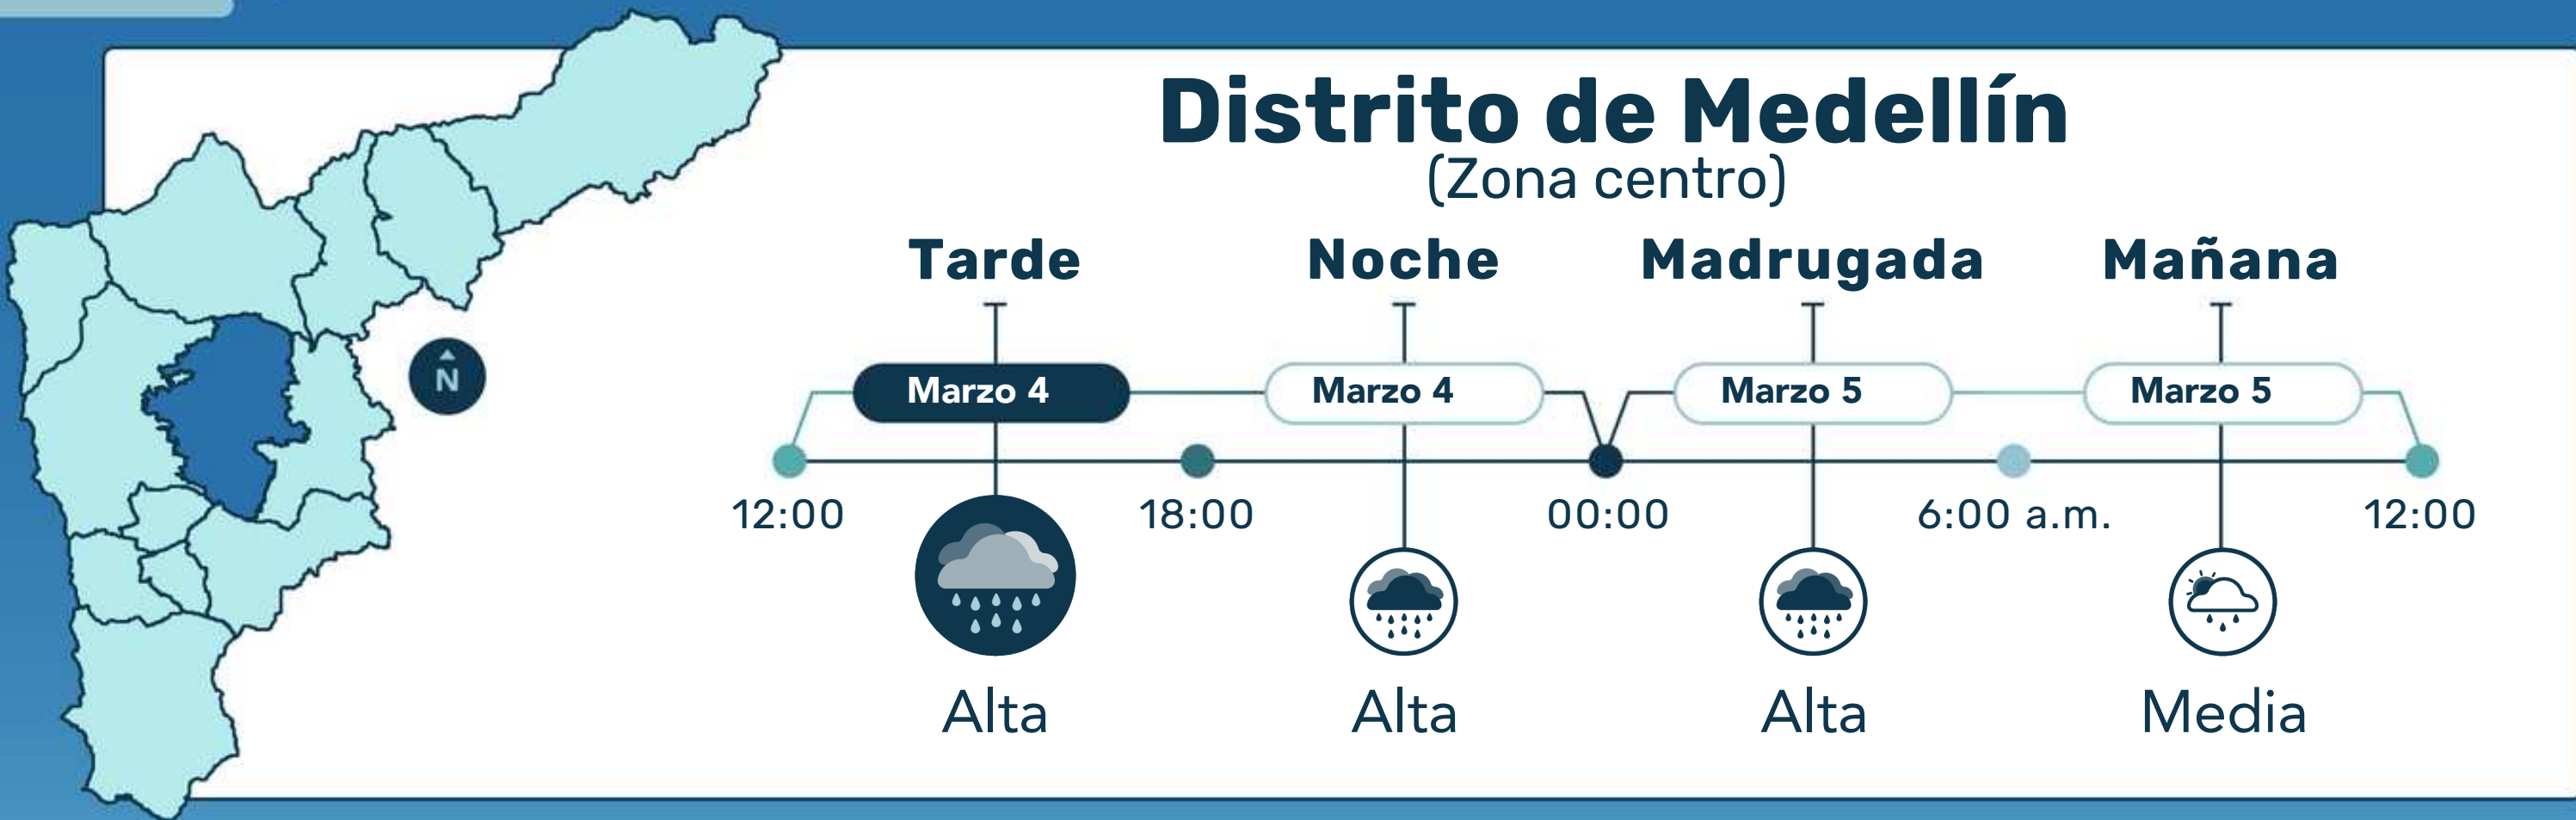 Distrito de Medellín
(Zona centro)
Tarde Noche Madrugada Mañana
Marzo 4 Marzo 4 Marzo 5 Marzo 5
N
12:00 18:00 00:00 6:00 a.m. 12:00
Alta Alta Alta Media